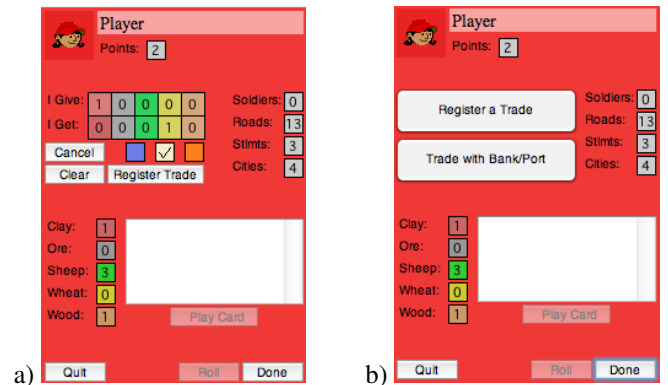 Player
Points: 2
I Give: 1 0 0 0 0
I Get: 0 0 0 1 0
Soldiers: 0
Roads: 13
Stlmts: 3
Cities: 4
Cancel
Clear Register Trade
Clay: 1
Ore: 0
Sheep: 3
Wheat: 0
Wood: 1
Play Card
a) Quit Roll Done
Player
Points: 2
Register a Trade
Trade with Bank/Port
Soldiers: 0
Roads: 13
Stlmts: 3
Cities: 4
Clay: 1
Ore: 0
Sheep: 3
Wheat: 0
Wood: 1
Play Card
b) Quit Roll Done